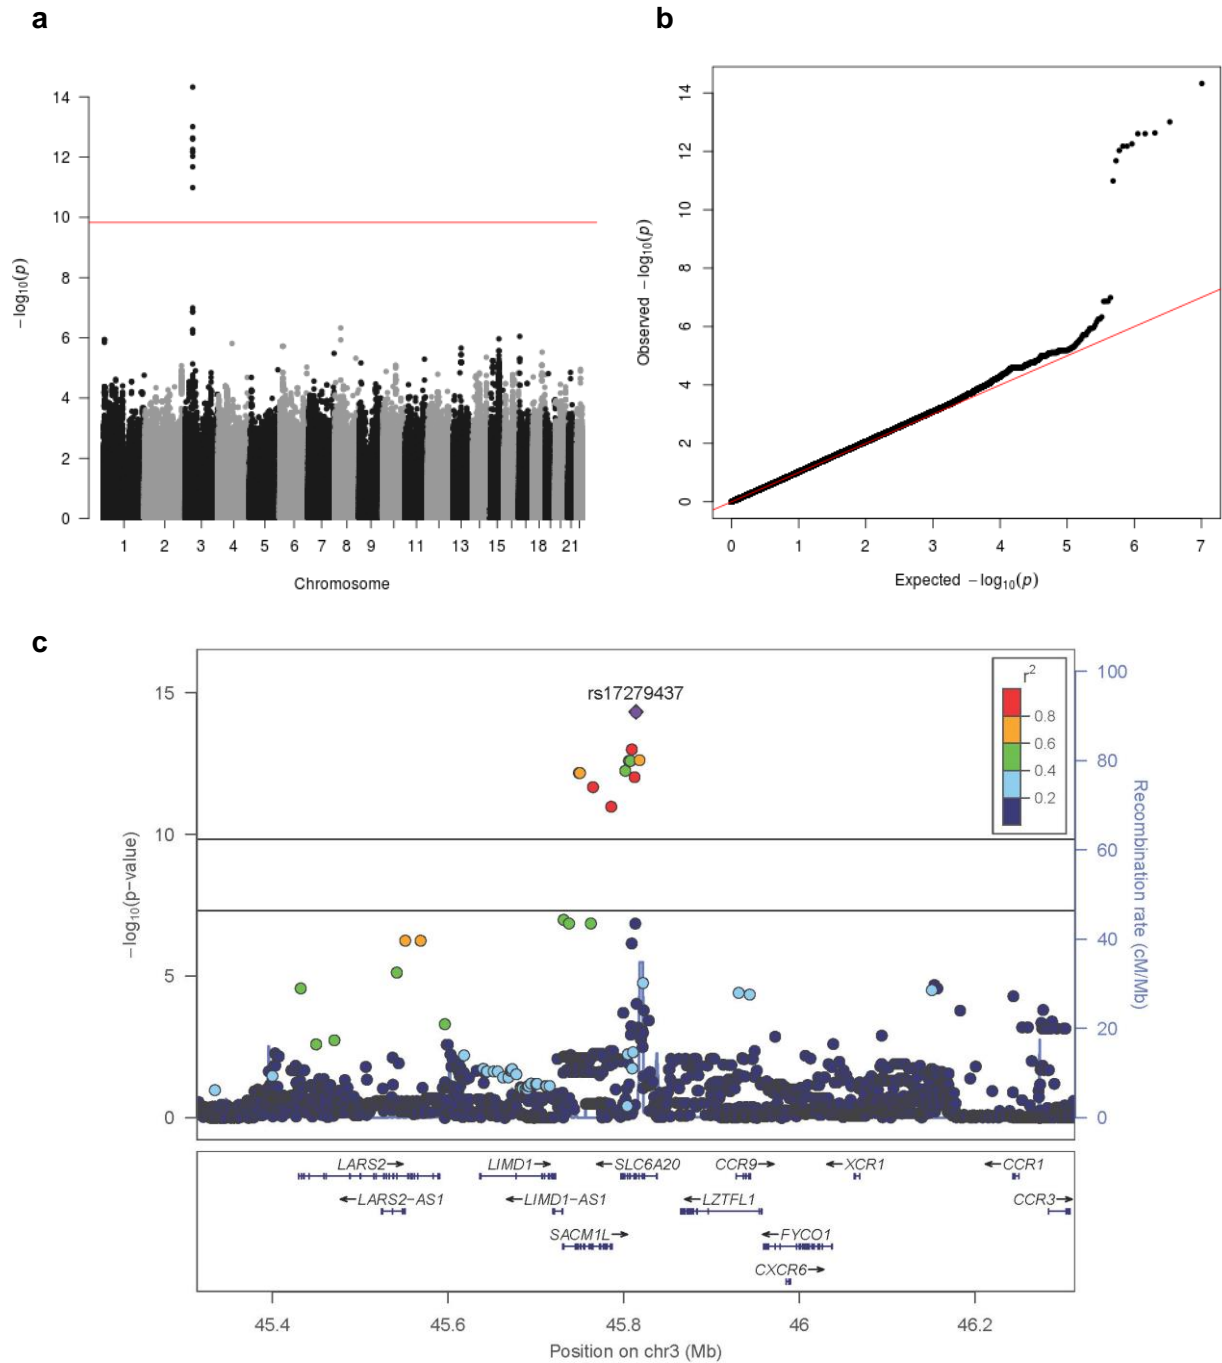 a
b
14
12
10
8
6
4
2
0
−log10(p)
1 2 3 4 5 6 7 8 9 11 13 15 18 21
Chromosome
14
12
10
8
6
4
2
0
Observed −log10(p)
0 1 2 3 4 5 6 7
Expected −log10(p)
c
rs17279437
r2
0.8
0.6
0.4
0.2
15
10
5
0
−log10(p−value)
100
80
60
40
20
0
Recombination rate (cM/Mb)
LARS2→ LIMD1→ ←SLC6A20 CCR9→ ←XCR1 ←CCR1
←LARS2−AS1 ←LIMD1−AS1 ←LZTFL1 CCR3→
SACM1L→ ←FYCO1
CXCR6→
45.4 45.6 45.8 46 46.2
Position on chr3 (Mb)